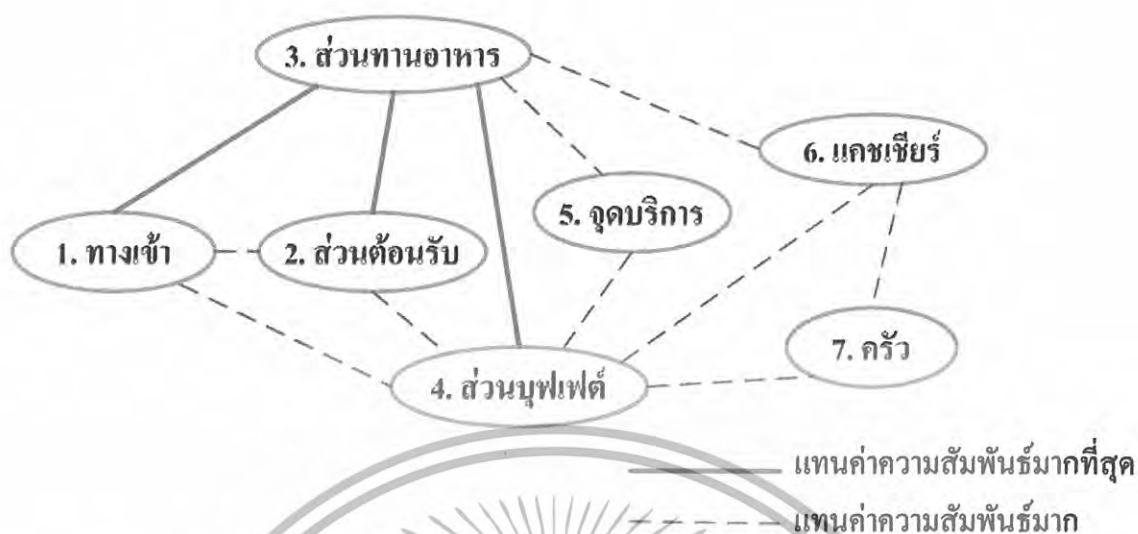 3. ส่วนทานอาหาร
6. แคชเชียร์
5. จุดบริการ
1. ทางเข้า
2. ส่วนต้อนรับ
7. ครัว
4. ส่วนบุฟเฟต์
แทนค่าความสัมพันธ์มากที่สุด
แทนค่าความสัมพันธ์มาก